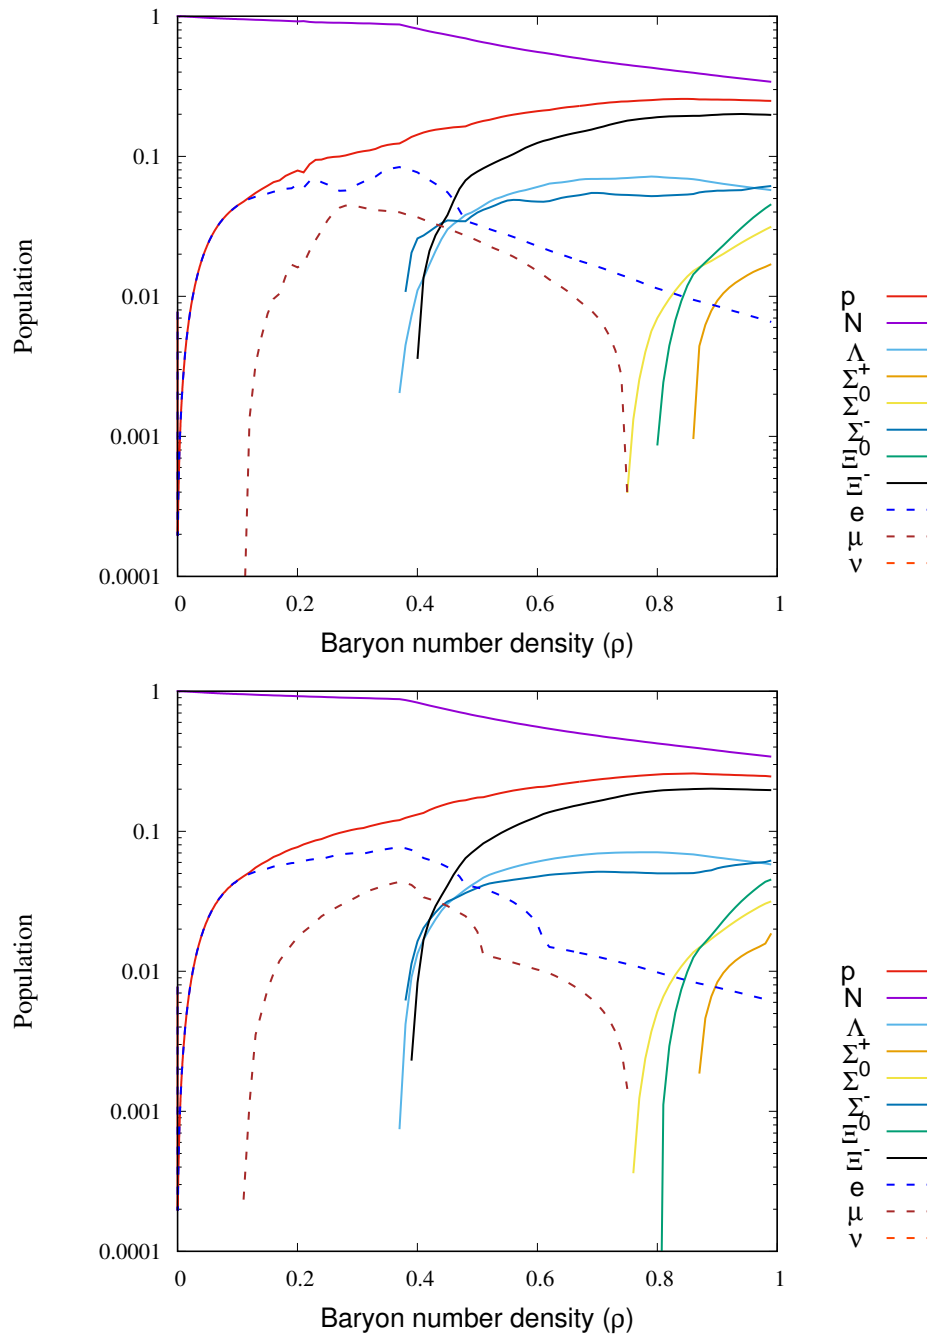 1
0.1
0.01
0.001
0.0001
0 0.2 0.4 0.6 0.8 1
Population
Baryon number density (ρ)
p
N
Λ
Σ⁺
Σ⁰
Σ⁻
Ξ⁰
Ξ⁻
e
μ
ν
1
0.1
0.01
0.001
0.0001
0 0.2 0.4 0.6 0.8 1
Population
Baryon number density (ρ)
p
N
Λ
Σ⁺
Σ⁰
Σ⁻
Ξ⁰
Ξ⁻
e
μ
ν